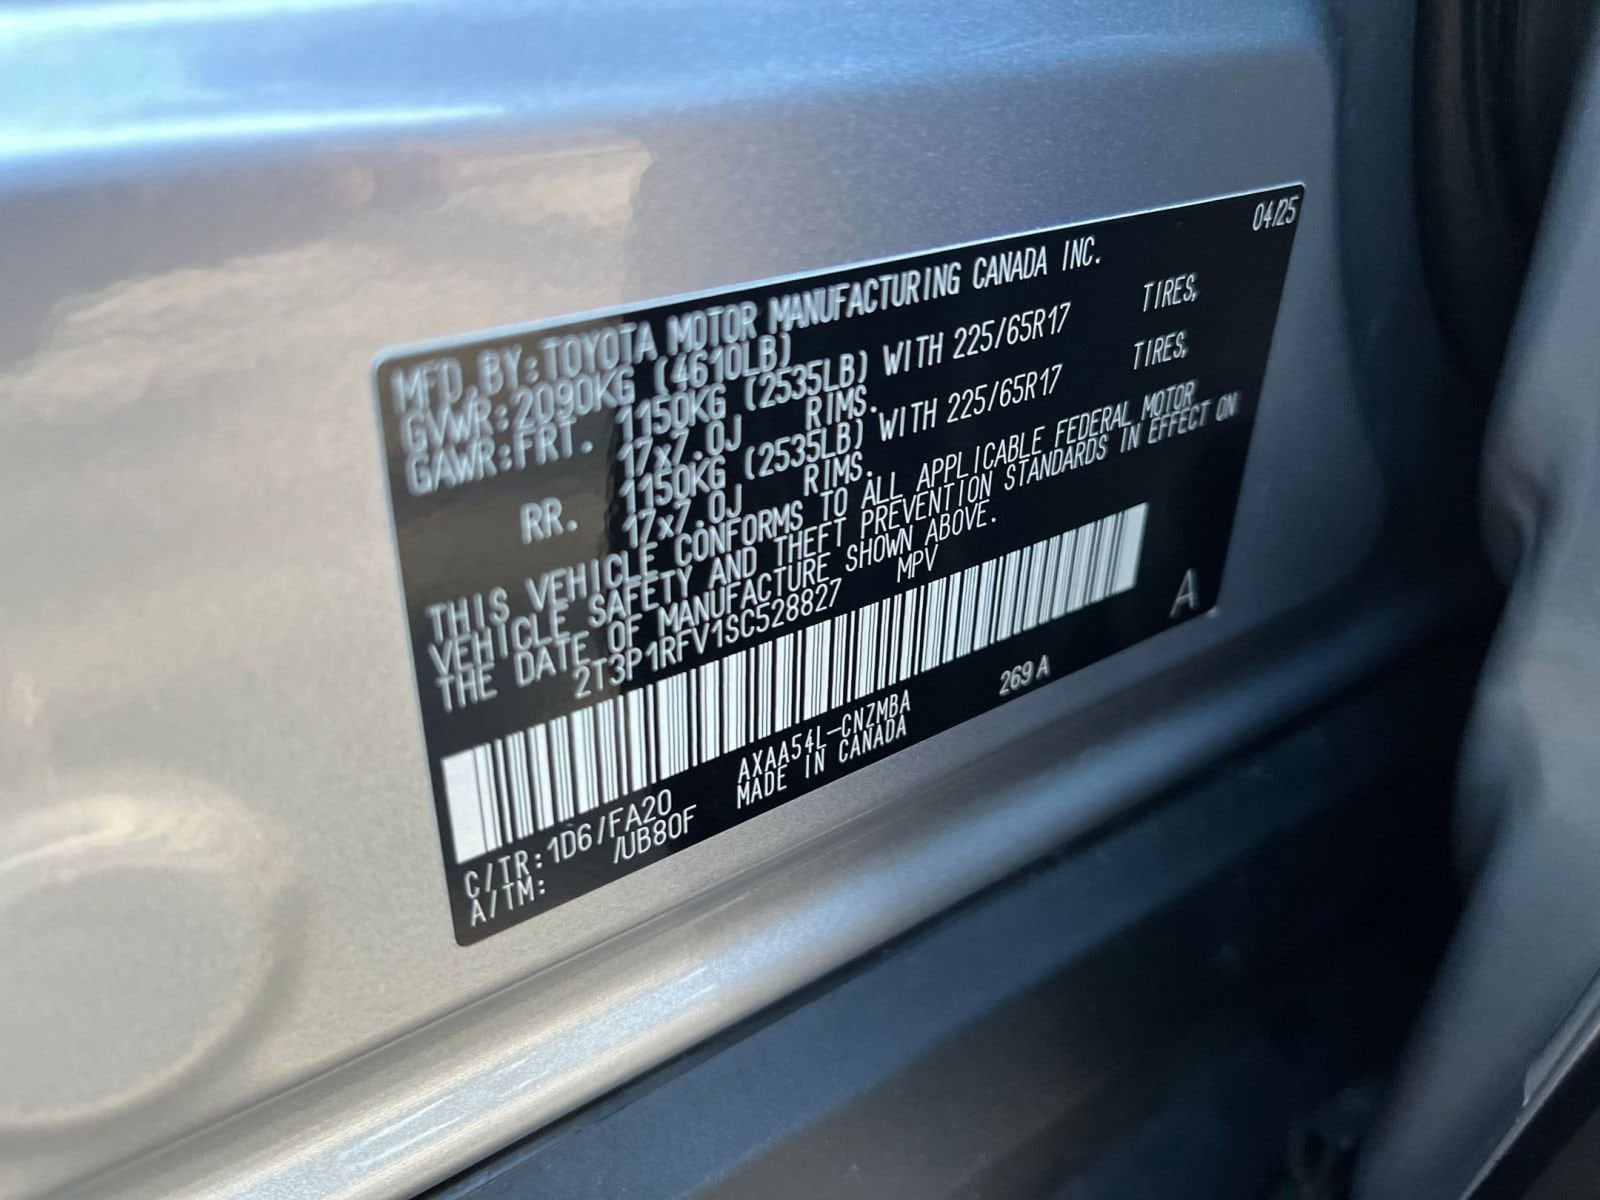 04/25
MFD.BY:TOYOTA MOTOR MANUFACTURING CANADA INC.
GVWR:2090KG (4610LB)
GAWR:FRT. 1150KG (2535LB) WITH 225/65R17 TIRES,
17x7.0J RIMS.
RR. 1150KG (2535LB) WITH 225/65R17 TIRES,
17x7.0J RIMS.
THIS VEHICLE CONFORMS TO ALL APPLICABLE FEDERAL MOTOR
VEHICLE SAFETY AND THEFT PREVENTION STANDARDS IN EFFECT ON
THE DATE OF MANUFACTURE SHOWN ABOVE.
2T3P1RFV1SC528827 MPV
A
C/TR:1D6/FA20 AXAA54L-CNZMBA 269A
A/TM: /UB80F MADE IN CANADA